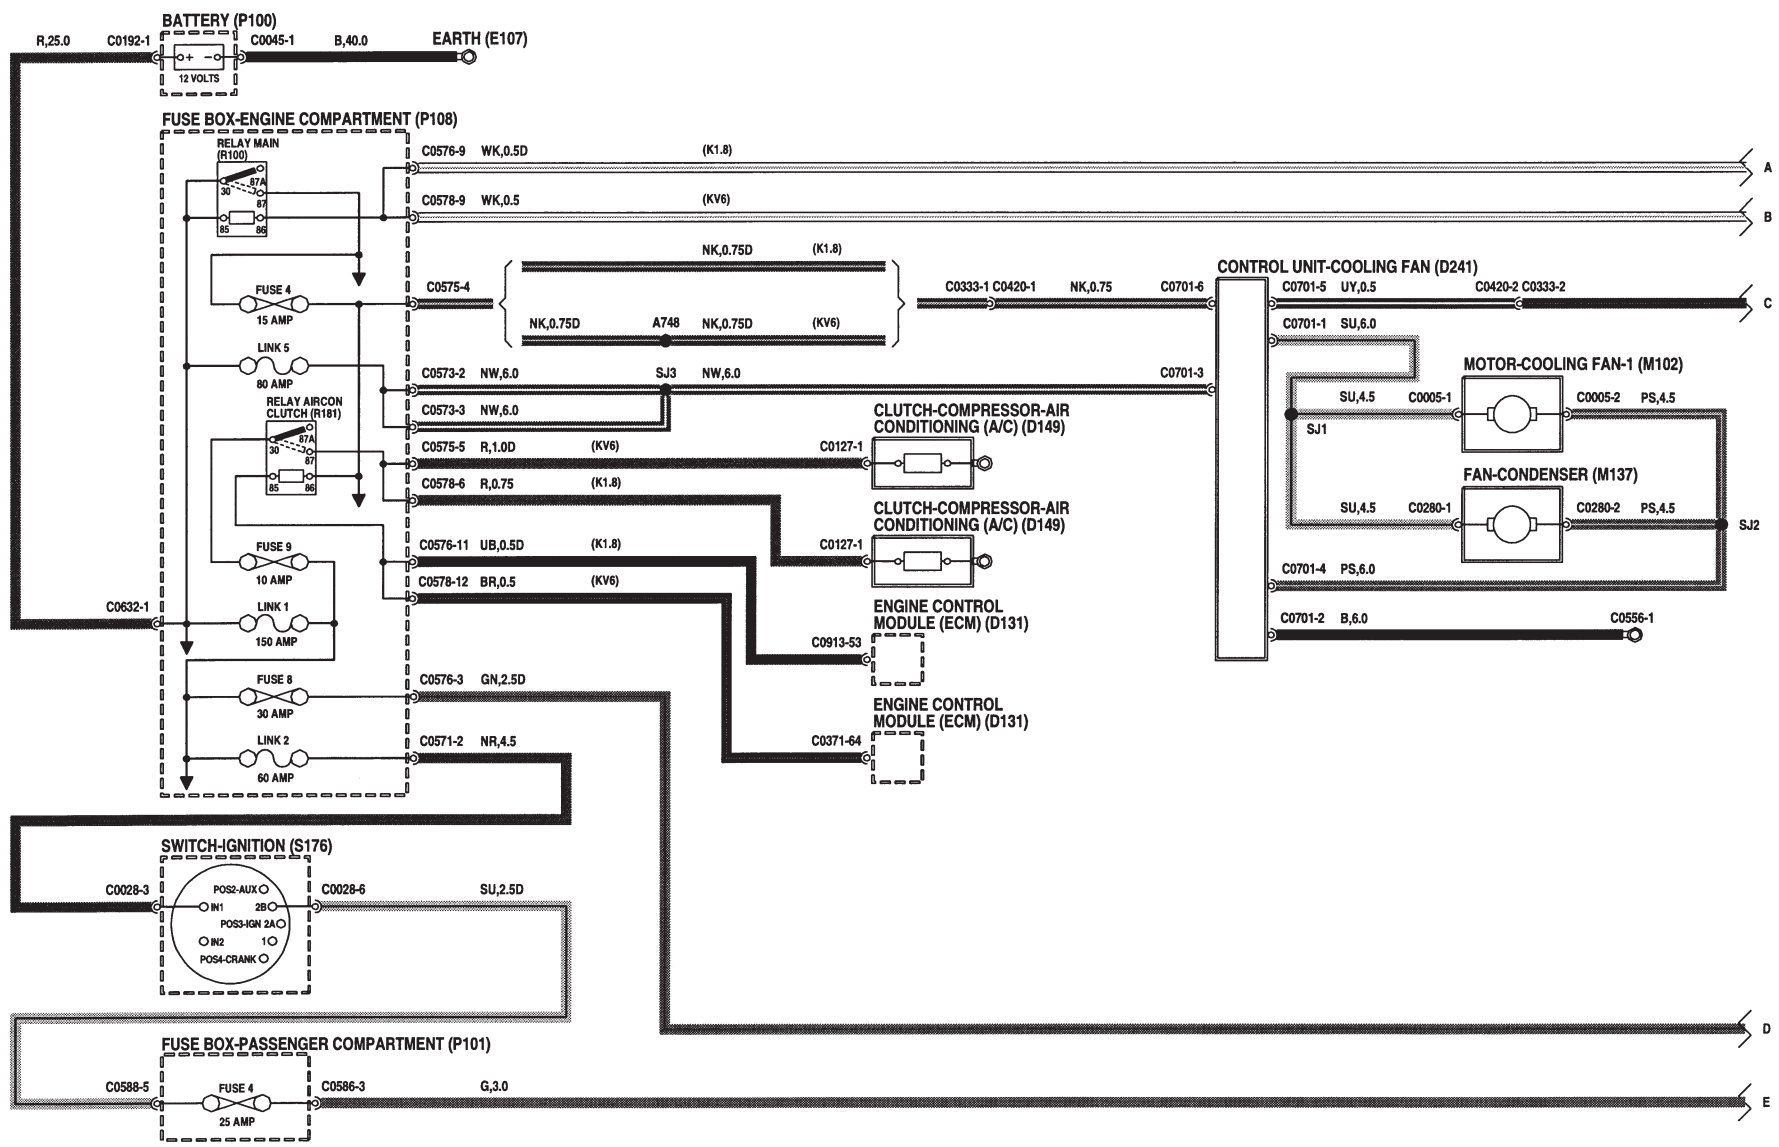 BATTERY (P100)
R,25.0 C0192-1 C0045-1 B,40.0 EARTH (E107)
+ −
12 VOLTS
FUSE BOX-ENGINE COMPARTMENT (P108)
RELAY MAIN
(R100)
87A
30
87
85 86
C0576-9 WK,0.5D (K1.8) A
C0578-9 WK,0.5 (KV6) B
NK,0.75D (K1.8)
CONTROL UNIT-COOLING FAN (D241)
FUSE 4
15 AMP
C0575-4
C0333-1 C0420-1 NK,0.75 C0701-6
C0701-5 UY,0.5 C0420-2 C0333-2 C
NK,0.75D A748 NK,0.75D (KV6)
C0701-1 SU,6.0
LINK 5
80 AMP
C0573-2 NW,6.0 SJ3 NW,6.0 C0701-3
C0573-3 NW,6.0
MOTOR-COOLING FAN-1 (M102)
SU,4.5 C0005-1 C0005-2 PS,4.5
SJ1
RELAY AIRCON
CLUTCH (R181)
87A
30
87
85 86
CLUTCH-COMPRESSOR-AIR
CONDITIONING (A/C) (D149)
C0575-5 R,1.0D (KV6) C0127-1
C0578-6 R,0.75 (K1.8)
FAN-CONDENSER (M137)
SU,4.5 C0280-1 C0280-2 PS,4.5
SJ2
CLUTCH-COMPRESSOR-AIR
CONDITIONING (A/C) (D149)
C0127-1
FUSE 9
10 AMP
C0576-11 UB,0.5D (K1.8)
C0578-12 BR,0.5 (KV6)
C0701-4 PS,6.0
C0632-1
LINK 1
150 AMP
ENGINE CONTROL
MODULE (ECM) (D131)
C0913-53
C0701-2 B,6.0 C0556-1
FUSE 8
30 AMP
C0576-3 GN,2.5D
ENGINE CONTROL
MODULE (ECM) (D131)
C0371-64
LINK 2
60 AMP
C0571-2 NR,4.5
SWITCH-IGNITION (S176)
C0028-3 C0028-6 SU,2.5D
POS2-AUX
IN1 2B
POS3-IGN 2A
IN2 1
POS4-CRANK
D
FUSE BOX-PASSENGER COMPARTMENT (P101)
C0588-5 FUSE 4 C0586-3 G,3.0 E
25 AMP